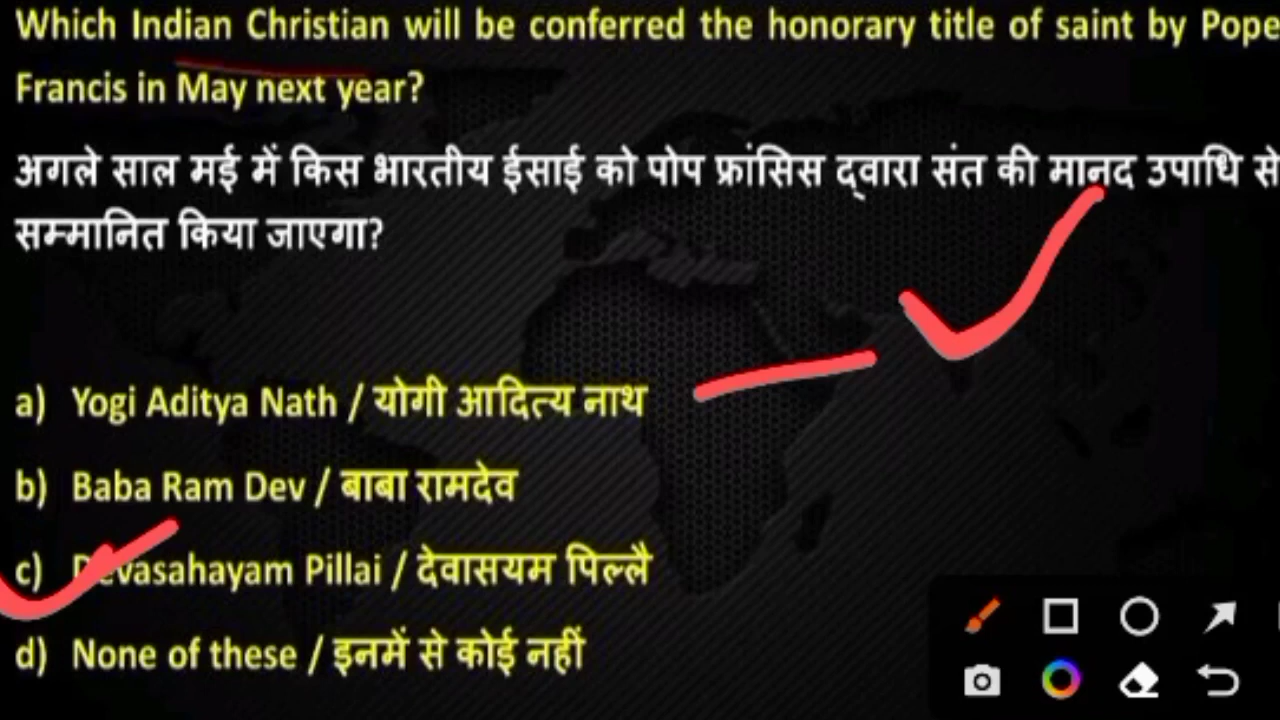 Which Indian Christian will be conferred the honorary title of saint by Pope
Francis in May next year?
अगले साल मई में किस भारतीय ईसाई को पोप फ्रांसिस द्वारा संत की मानद उपाधि से
सम्मानित किया जाएगा?
a) Yogi Aditya Nath / योगी आदित्य नाथ
b) Baba Ram Dev / बाबा रामदेव
c) Devasahayam Pillai / देवासयम पिल्लै
d) None of these / इनमें से कोई नहीं